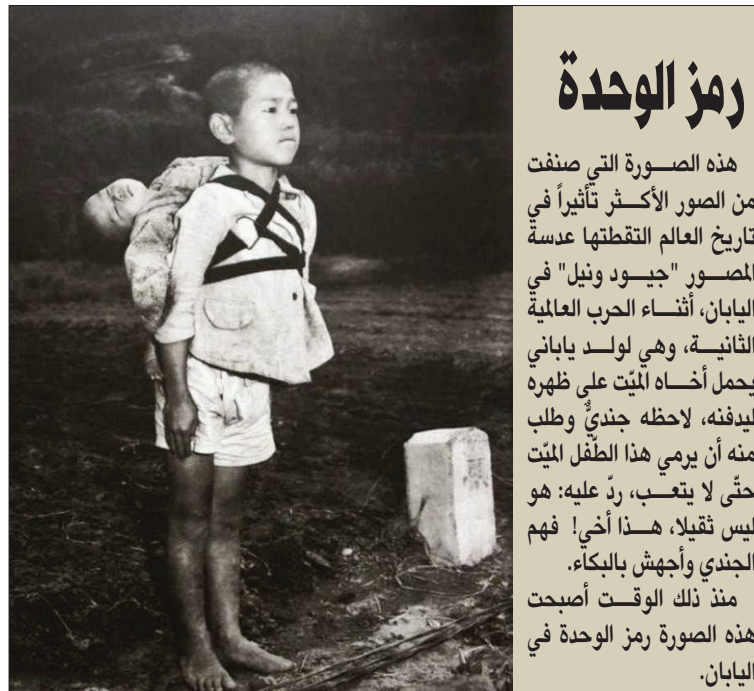 رمز الوحدة
هذه الصورة التي صنفت
من الصور الأكثر تأثيراً في
تاريخ العالم التقطتها عدسة
المصور "جيود ونيل" في
اليابان، أثناء الحرب العالمية
الثانية، وهي لولد ياباني
يحمل أخاه الميّت على ظهره
ليدفنه، لاحظه جنديٌّ وطلب
منه أن يرمي هذا الطّفل الميّت
حتّى لا يتعب، ردّ عليه: هو
ليس ثقيلا، هذا أخي! فهم
الجندي وأجهش بالبكاء.
منذ ذلك الوقت أصبحت
هذه الصورة رمز الوحدة في
اليابان.